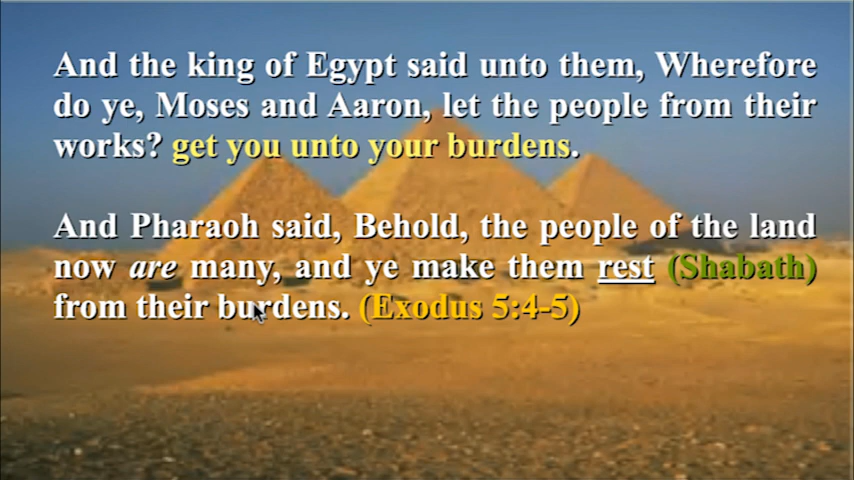 And the king of Egypt said unto them, Wherefore
do ye, Moses and Aaron, let the people from their
works? get you unto your burdens.
And Pharaoh said, Behold, the people of the land
now are many, and ye make them rest (Shabath)
from their burdens. (Exodus 5:4-5)